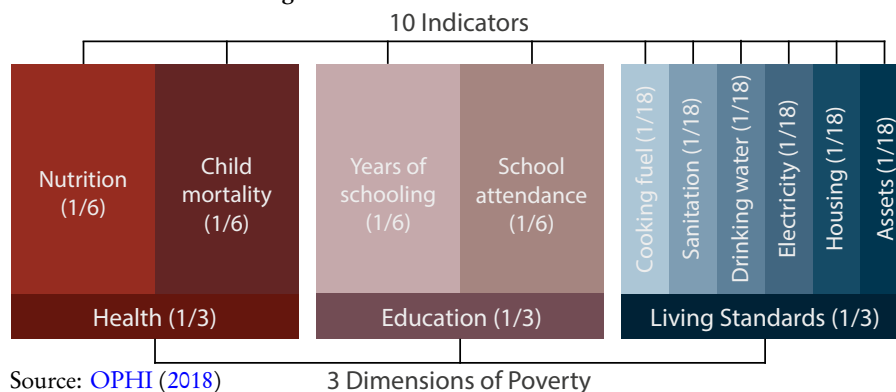 10 Indicators
Nutrition
(1/6)
Child
mortality
(1/6)
Years of
schooling
(1/6)
School
attendance
(1/6)
Cooking fuel (1/18)
Sanitation (1/18)
Drinking water (1/18)
Electricity (1/18)
Housing (1/18)
Assets (1/18)
Health (1/3)
Education (1/3)
Living Standards (1/3)
Source: OPHI (2018)
3 Dimensions of Poverty